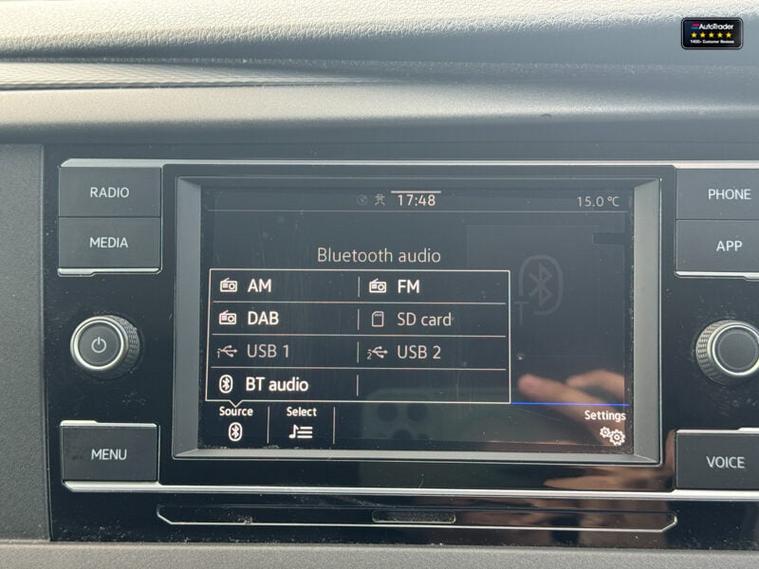 AutoTrader
RADIO
MEDIA
MENU
17:48
15.0 °C
Bluetooth audio
AM
FM
DAB
SD card
USB 1
USB 2
BT audio
Source
Select
Settings
PHONE
APP
VOICE